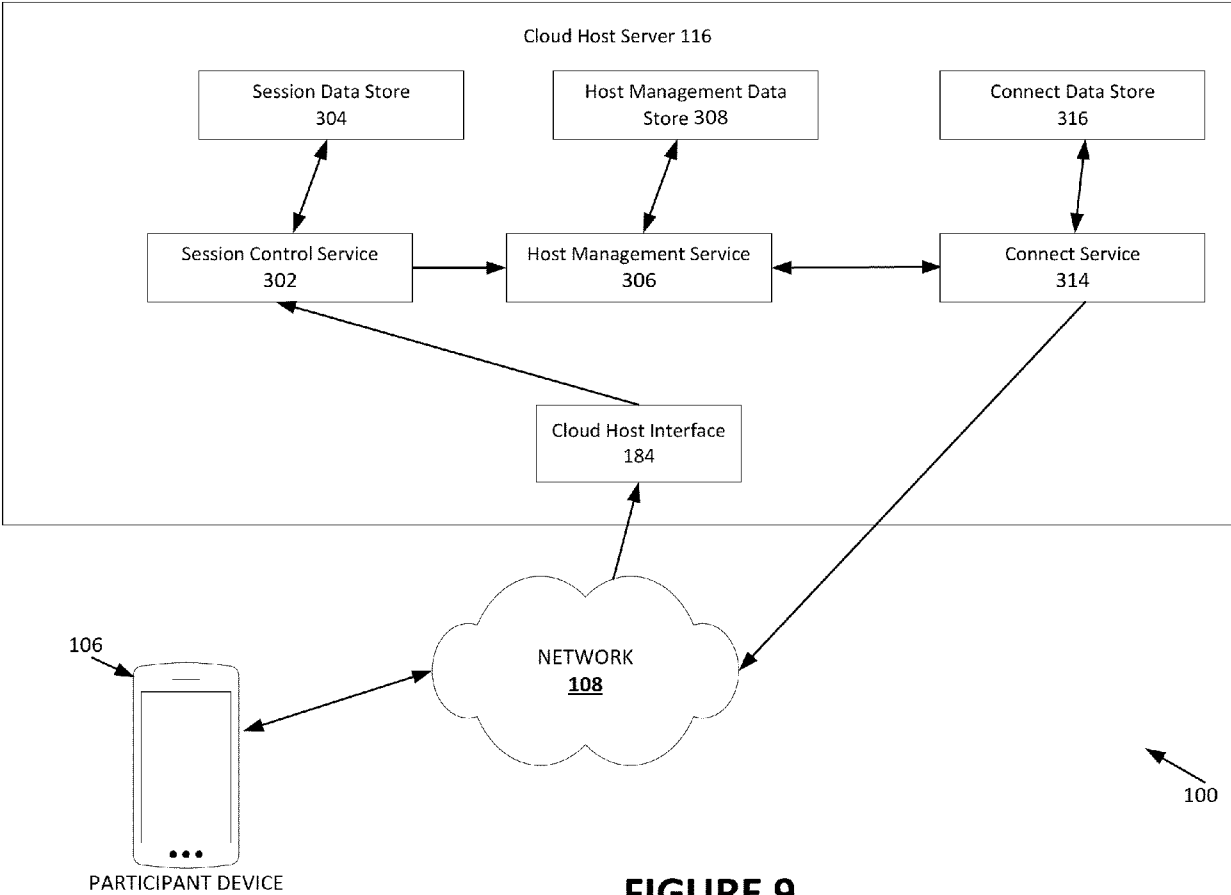 Cloud Host Server 116
Session Data Store
304
Host Management Data
Store 308
Connect Data Store
316
Session Control Service
302
Host Management Service
306
Connect Service
314
Cloud Host Interface
184
NETWORK
108
106
100
PARTICIPANT DEVICE
FIGURE 9